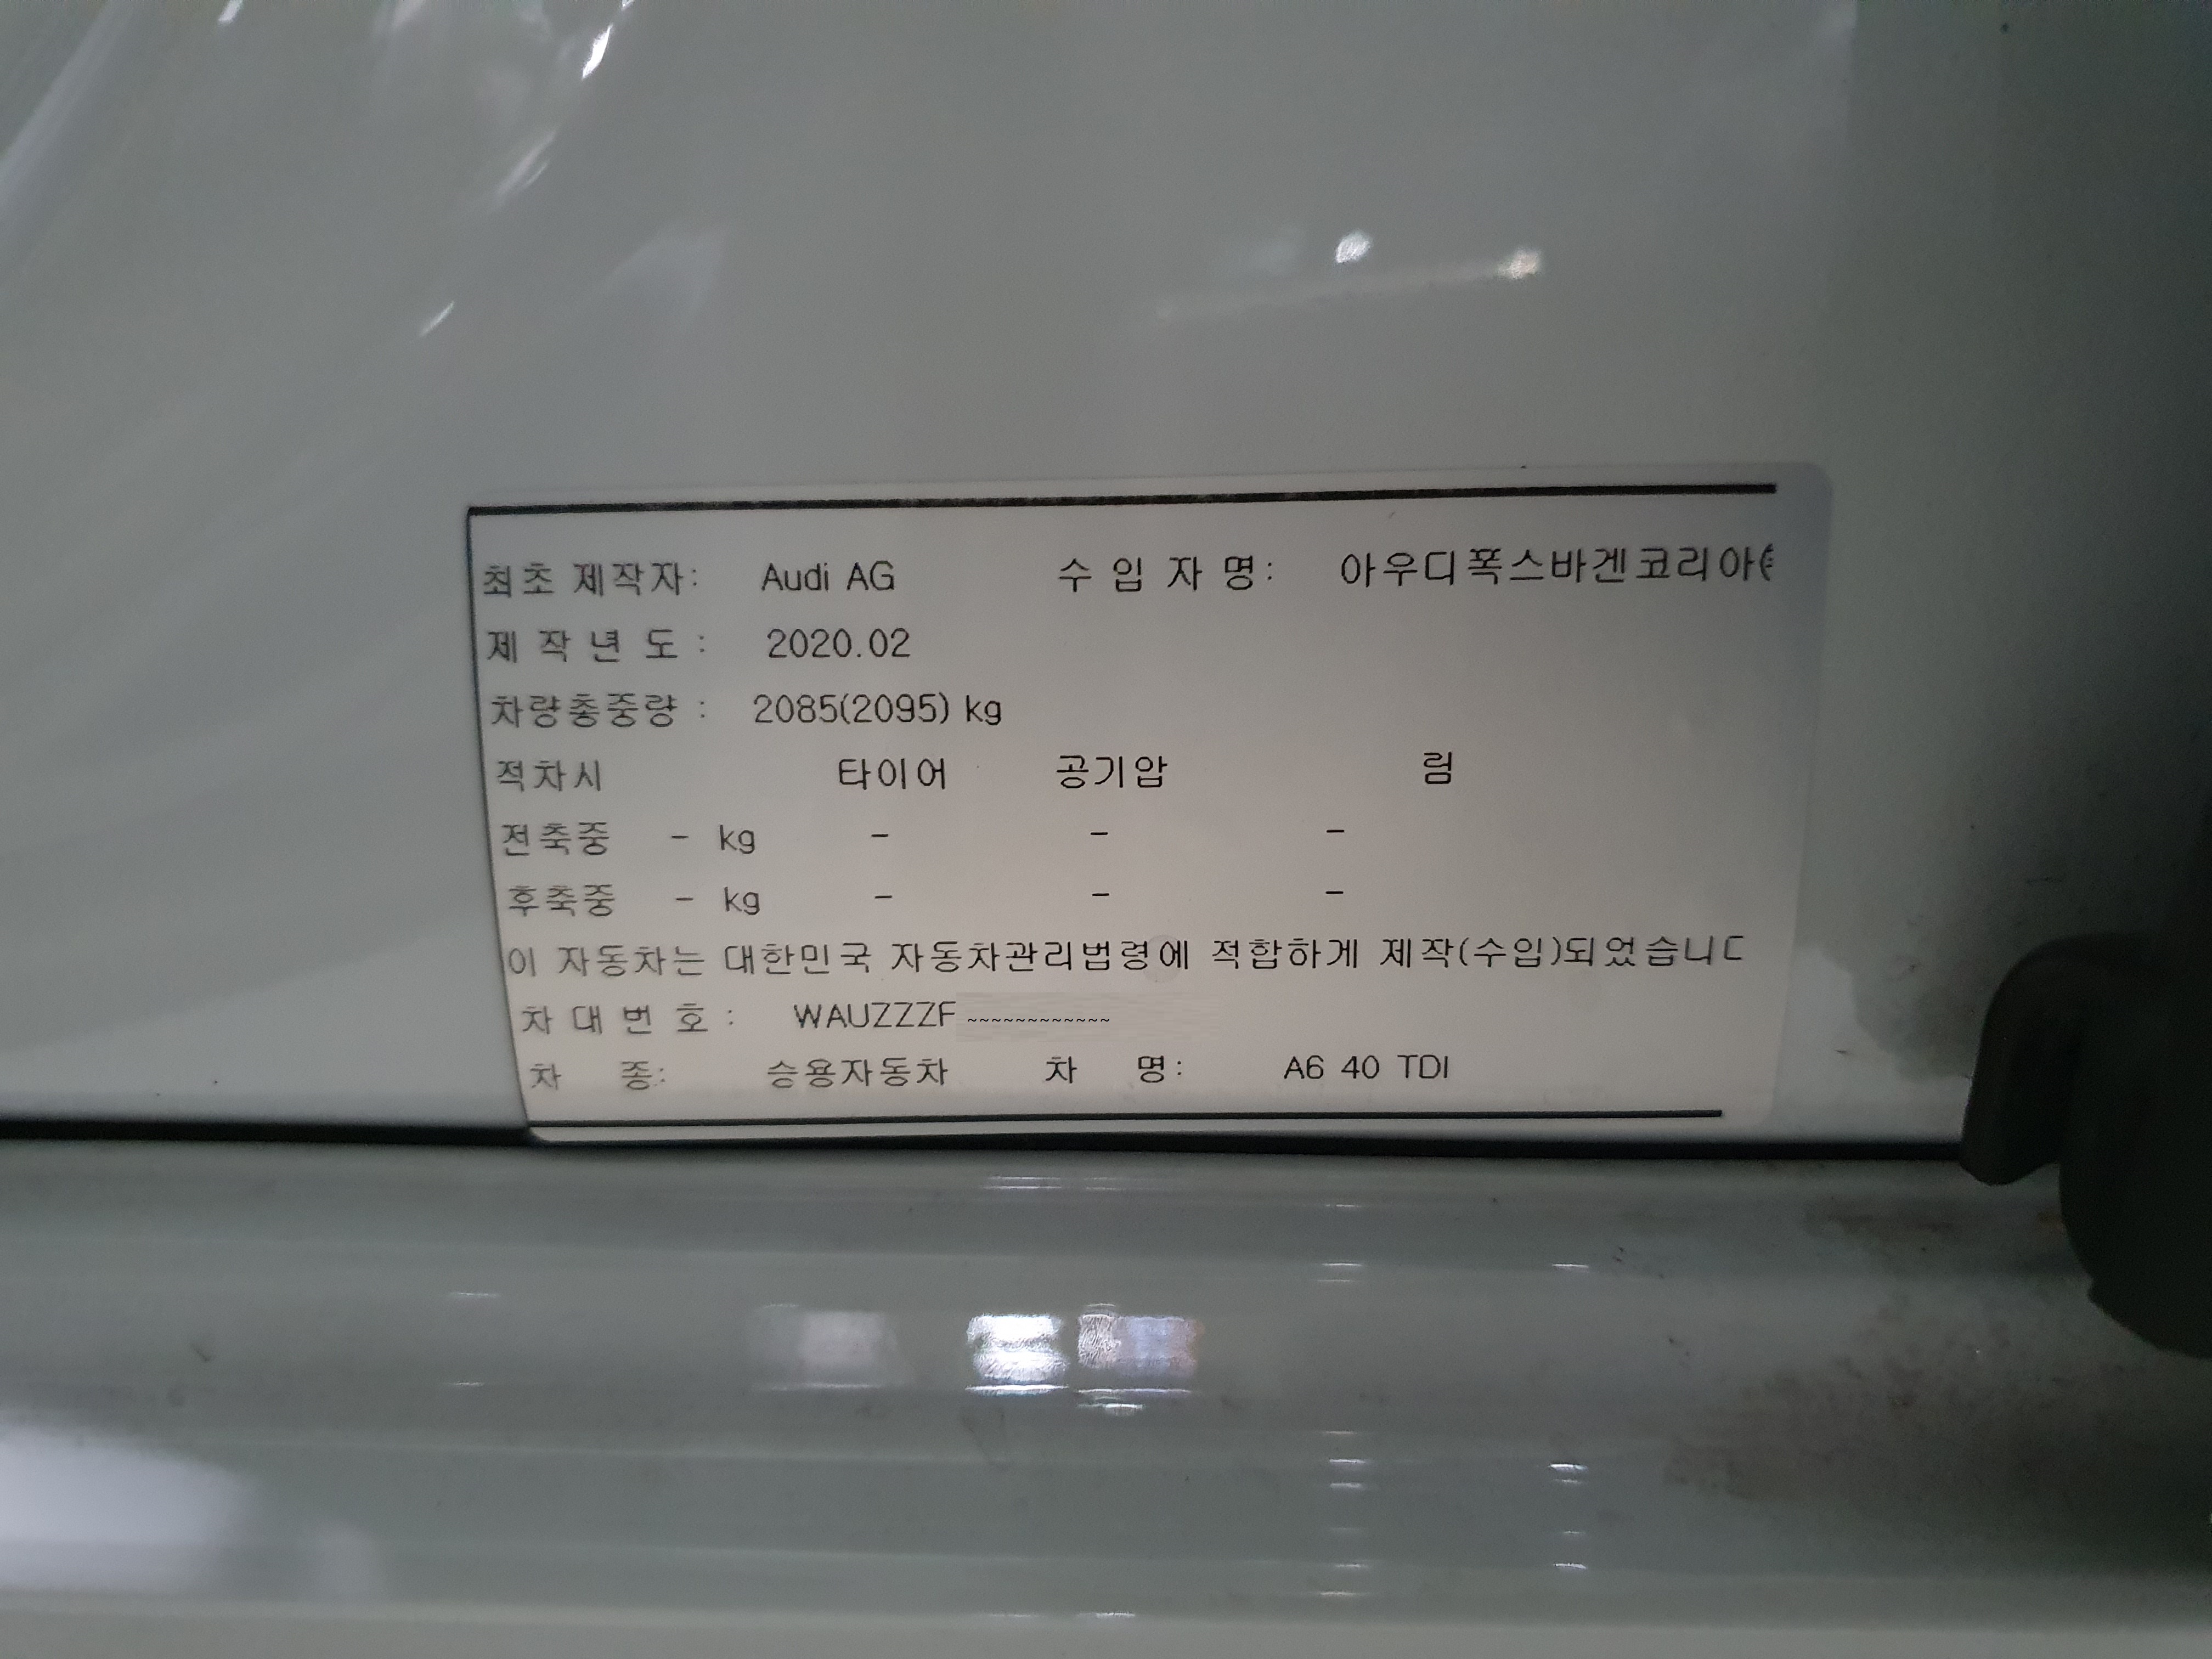 최초 제작자: Audi AG 수 입 자 명: 아우디폭스바겐코리아(
제 작 년 도 : 2020.02
차량총중량 : 2085(2095) kg
적차시 타이어 공기압 림
전축중 - kg - - -
후축중 - kg - - -
이 자동차는 대한민국 자동차관리법령에 적합하게 제작(수입)되었습니ㄷ
차 대 번 호 : WAUZZZF~~~~~~~~~~~~
차 종: 승용자동차 차 명: A6 40 TDI